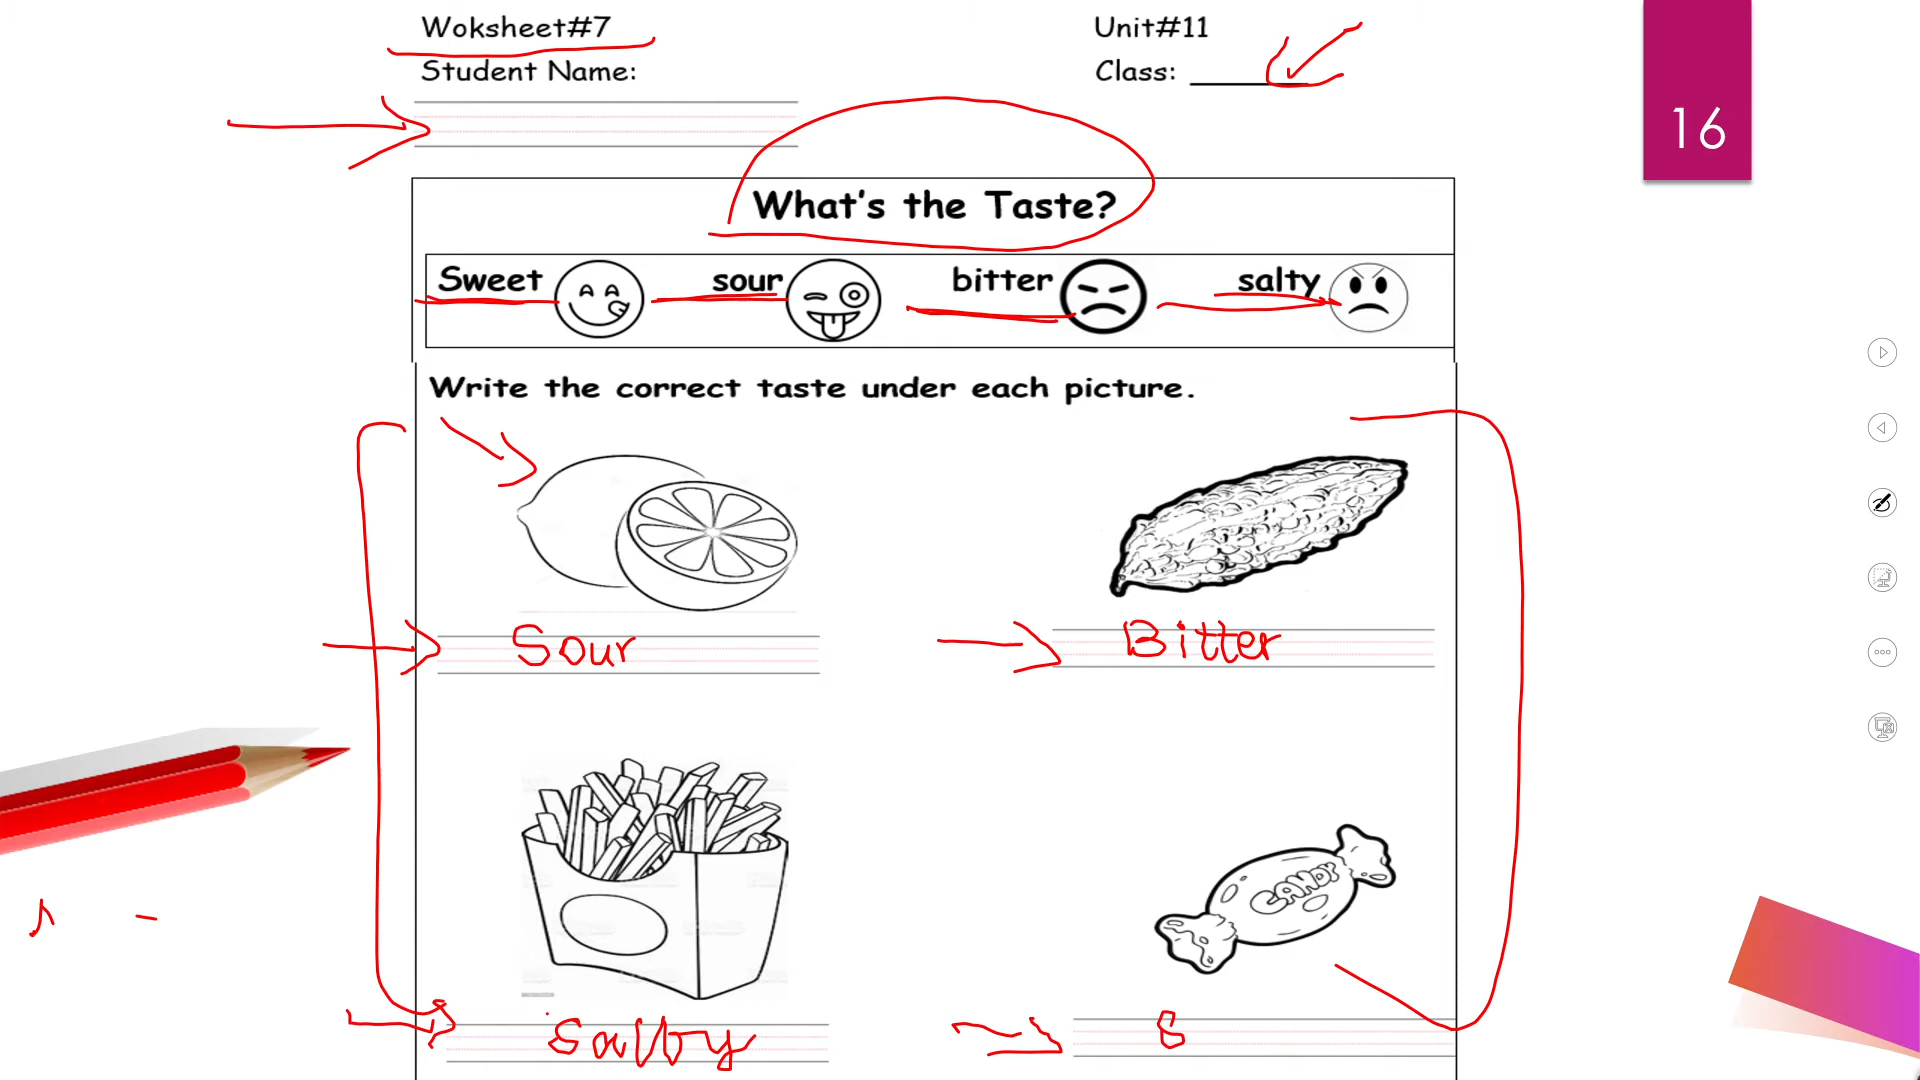 Woksheet#7 Unit#11
16
Student Name: Class:
What's the Taste?
Sweet sour bitter salty
Write the correct taste under each picture.
Sour Bitter
CANDY
Salty S